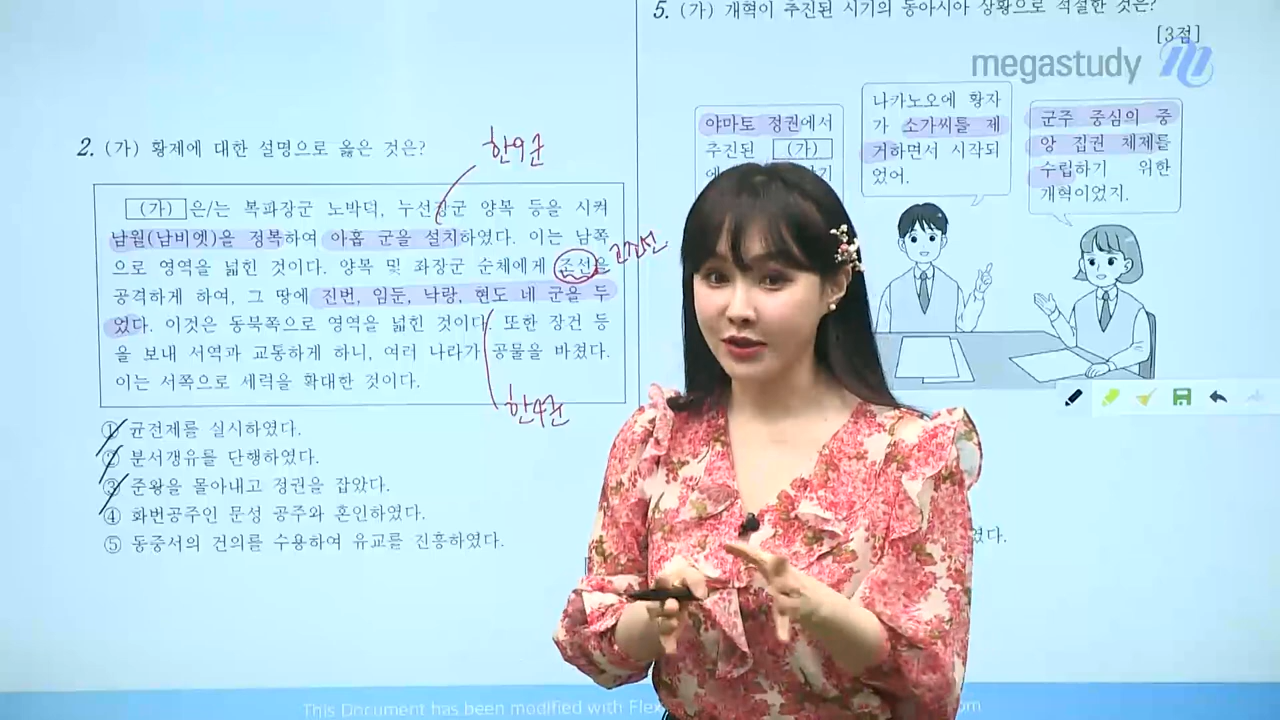 2. (가) 황제에 대한 설명으로 옳은 것은?
한9군
(가) 은/는 복파장군 노박덕, 누선장군 양복 등을 시켜
남월(남비엣)을 정복하여 아홉 군을 설치하였다. 이는 남쪽
으로 영역을 넓힌 것이다. 양복 및 좌장군 순체에게 조선을
고조선
공격하게 하여, 그 땅에 진번, 임둔, 낙랑, 현도 네 군을 두
었다. 이것은 동북쪽으로 영역을 넓힌 것이다. 또한 장건 등
을 보내 서역과 교통하게 하니, 여러 나라가 공물을 바쳤다.
이는 서쪽으로 세력을 확대한 것이다.
한4군
① 균전제를 실시하였다.
② 분서갱유를 단행하였다.
③ 준왕을 몰아내고 정권을 잡았다.
④ 화번공주인 문성 공주와 혼인하였다.
⑤ 동중서의 건의를 수용하여 유교를 진흥하였다.
5. (가) 개혁이 추진된 시기의 동아시아 상황으로 적절한 것은?
[3점]
megastudy
야마토 정권에서
추진된 (가)
나카노오에 황자
가 소가씨를 제
거하면서 시작되
었어.
군주 중심의 중
앙 집권 체제를
수립하기 위한
개혁이었지.
This Document has been modified with Flex